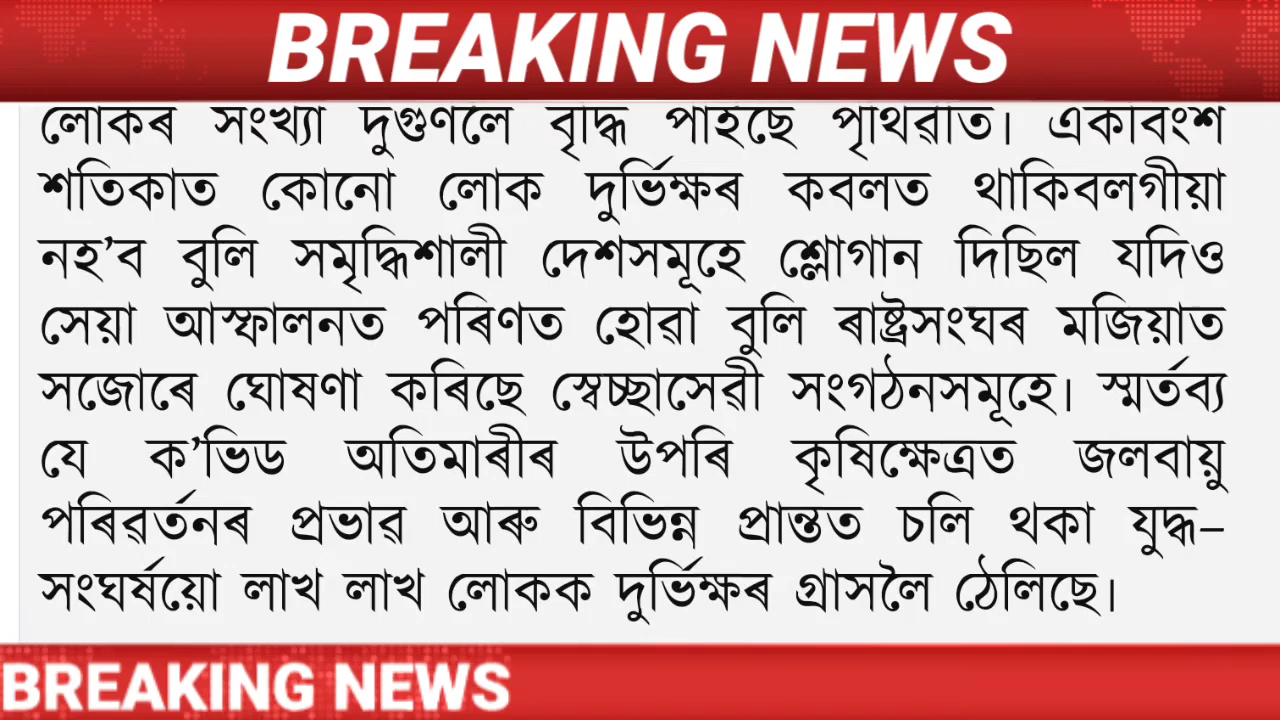 BREAKING NEWS
লোকৰ সংখ্যা দুগুণলৈ বৃদ্ধি পাইছে পৃথিৱীত। একবিংশ
শতিকাত কোনো লোক দুৰ্ভিক্ষৰ কবলত থাকিবলগীয়া
নহ’ব বুলি সমৃদ্ধিশালী দেশসমূহে শ্লোগান দিছিল যদিও
সেয়া আস্ফালনত পৰিণত হোৱা বুলি ৰাষ্ট্ৰসংঘৰ মজিয়াত
সজোৰে ঘোষণা কৰিছে স্বেচ্ছাসেৱী সংগঠনসমূহে। স্মৰ্তব্য
যে ক’ভিড অতিমাৰীৰ উপৰি কৃষিক্ষেত্ৰত জলবায়ু
পৰিৱৰ্তনৰ প্ৰভাৱ আৰু বিভিন্ন প্ৰান্তত চলি থকা যুদ্ধ–
সংঘৰ্ষয়ো লাখ লাখ লোকক দুৰ্ভিক্ষৰ গ্ৰাসলৈ ঠেলিছে।
BREAKING NEWS